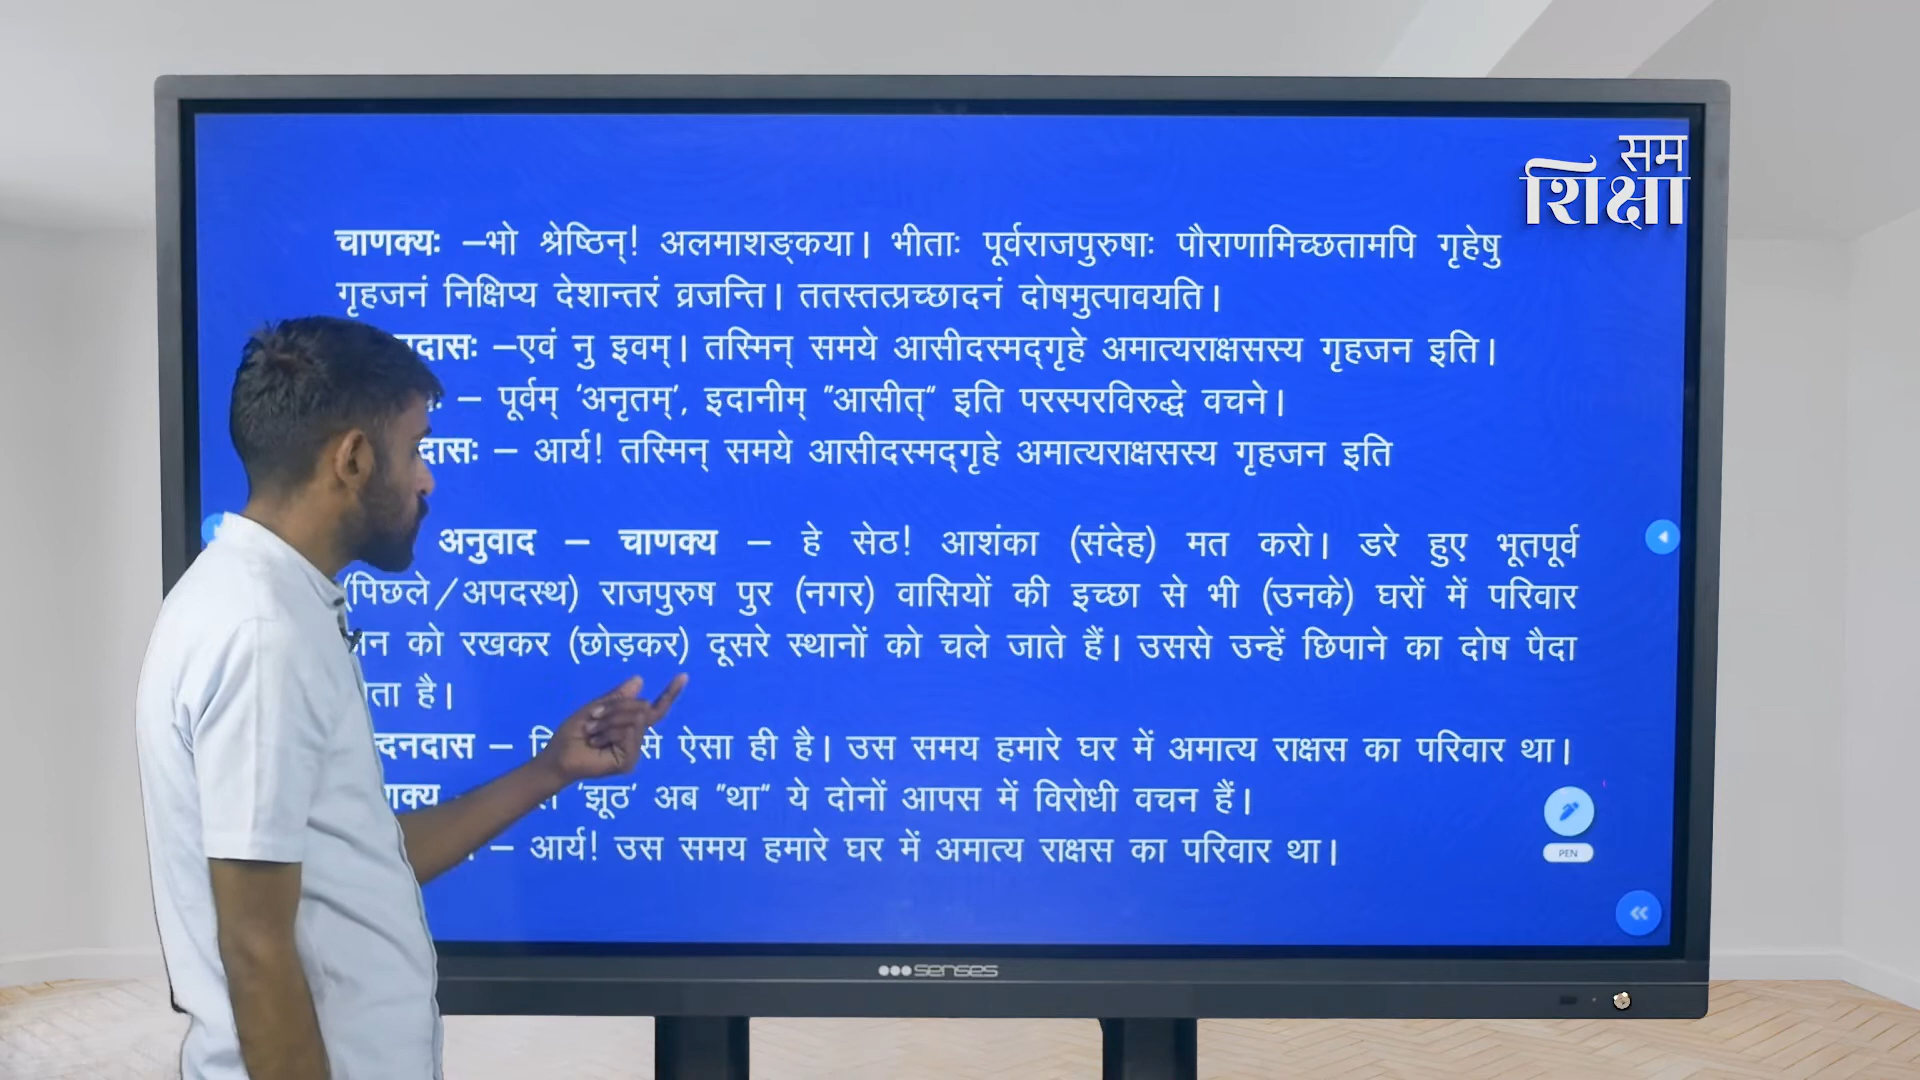 सम
शिक्षा
चाणक्यः –भो श्रेष्ठिन्! अलमाशङ्कया। भीताः पूर्वराजपुरुषाः पौराणामिच्छतामपि गृहेषु
गृहजनं निक्षिप्य देशान्तरं व्रजन्ति। ततस्तत्प्रच्छादनं दोषमुत्पावयति।
दासः –एवं नु इवम्। तस्मिन् समये आसीदस्मद्गृहे अमात्यराक्षसस्य गृहजन इति।
– पूर्वम् 'अनृतम्', इदानीम् "आसीत्" इति परस्परविरुद्धे वचने।
दासः – आर्य! तस्मिन् समये आसीदस्मद्गृहे अमात्यराक्षसस्य गृहजन इति
अनुवाद – चाणक्य – हे सेठ! आशंका (संदेह) मत करो। डरे हुए भूतपूर्व
(पिछले/अपदस्थ) राजपुरुष पुर (नगर) वासियों की इच्छा से भी (उनके) घरों में परिवार
को रखकर (छोड़कर) दूसरे स्थानों को चले जाते हैं। उससे उन्हें छिपाने का दोष पैदा
है।
न्दनदास – से ऐसा ही है। उस समय हमारे घर में अमात्य राक्षस का परिवार था।
णक्य 'झूठ' अब "था" ये दोनों आपस में विरोधी वचन हैं।
– आर्य! उस समय हमारे घर में अमात्य राक्षस का परिवार था।
PEN
senses